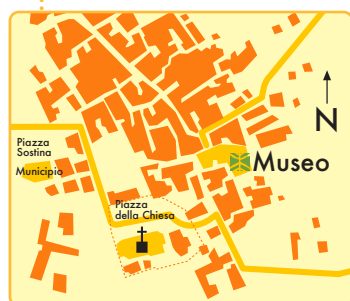 N
Piazza
Sostina
Municipio
Museo
Piazza
della Chiesa